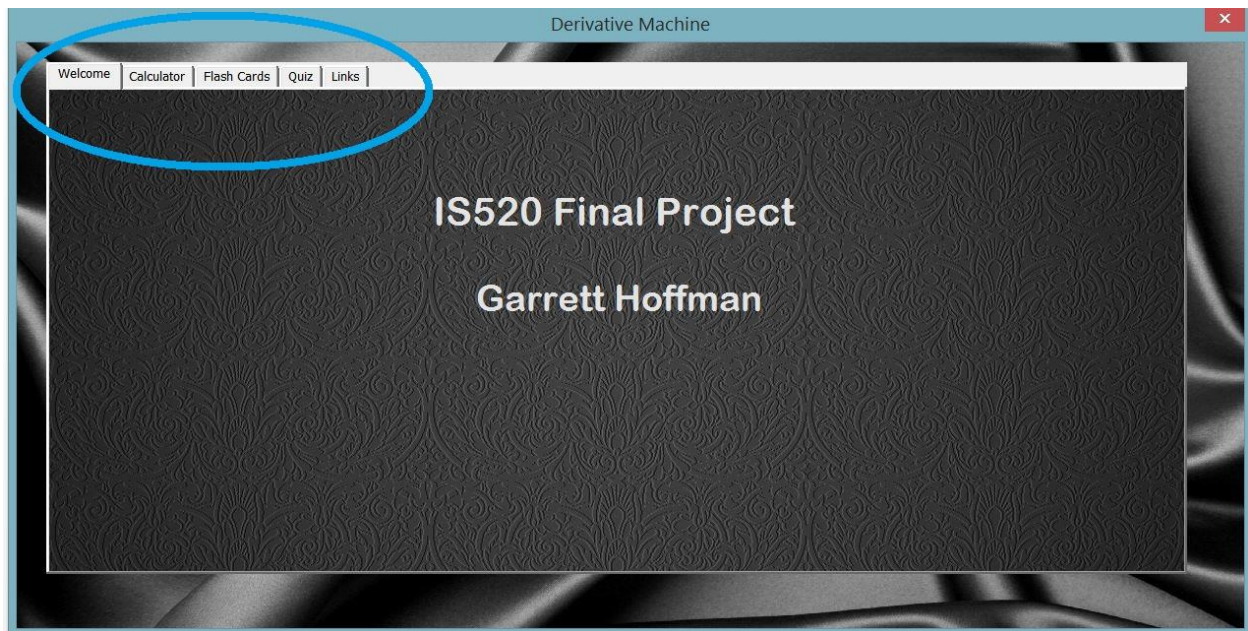 Derivative Machine
Welcome Calculator Flash Cards Quiz Links
IS520 Final Project
Garrett Hoffman